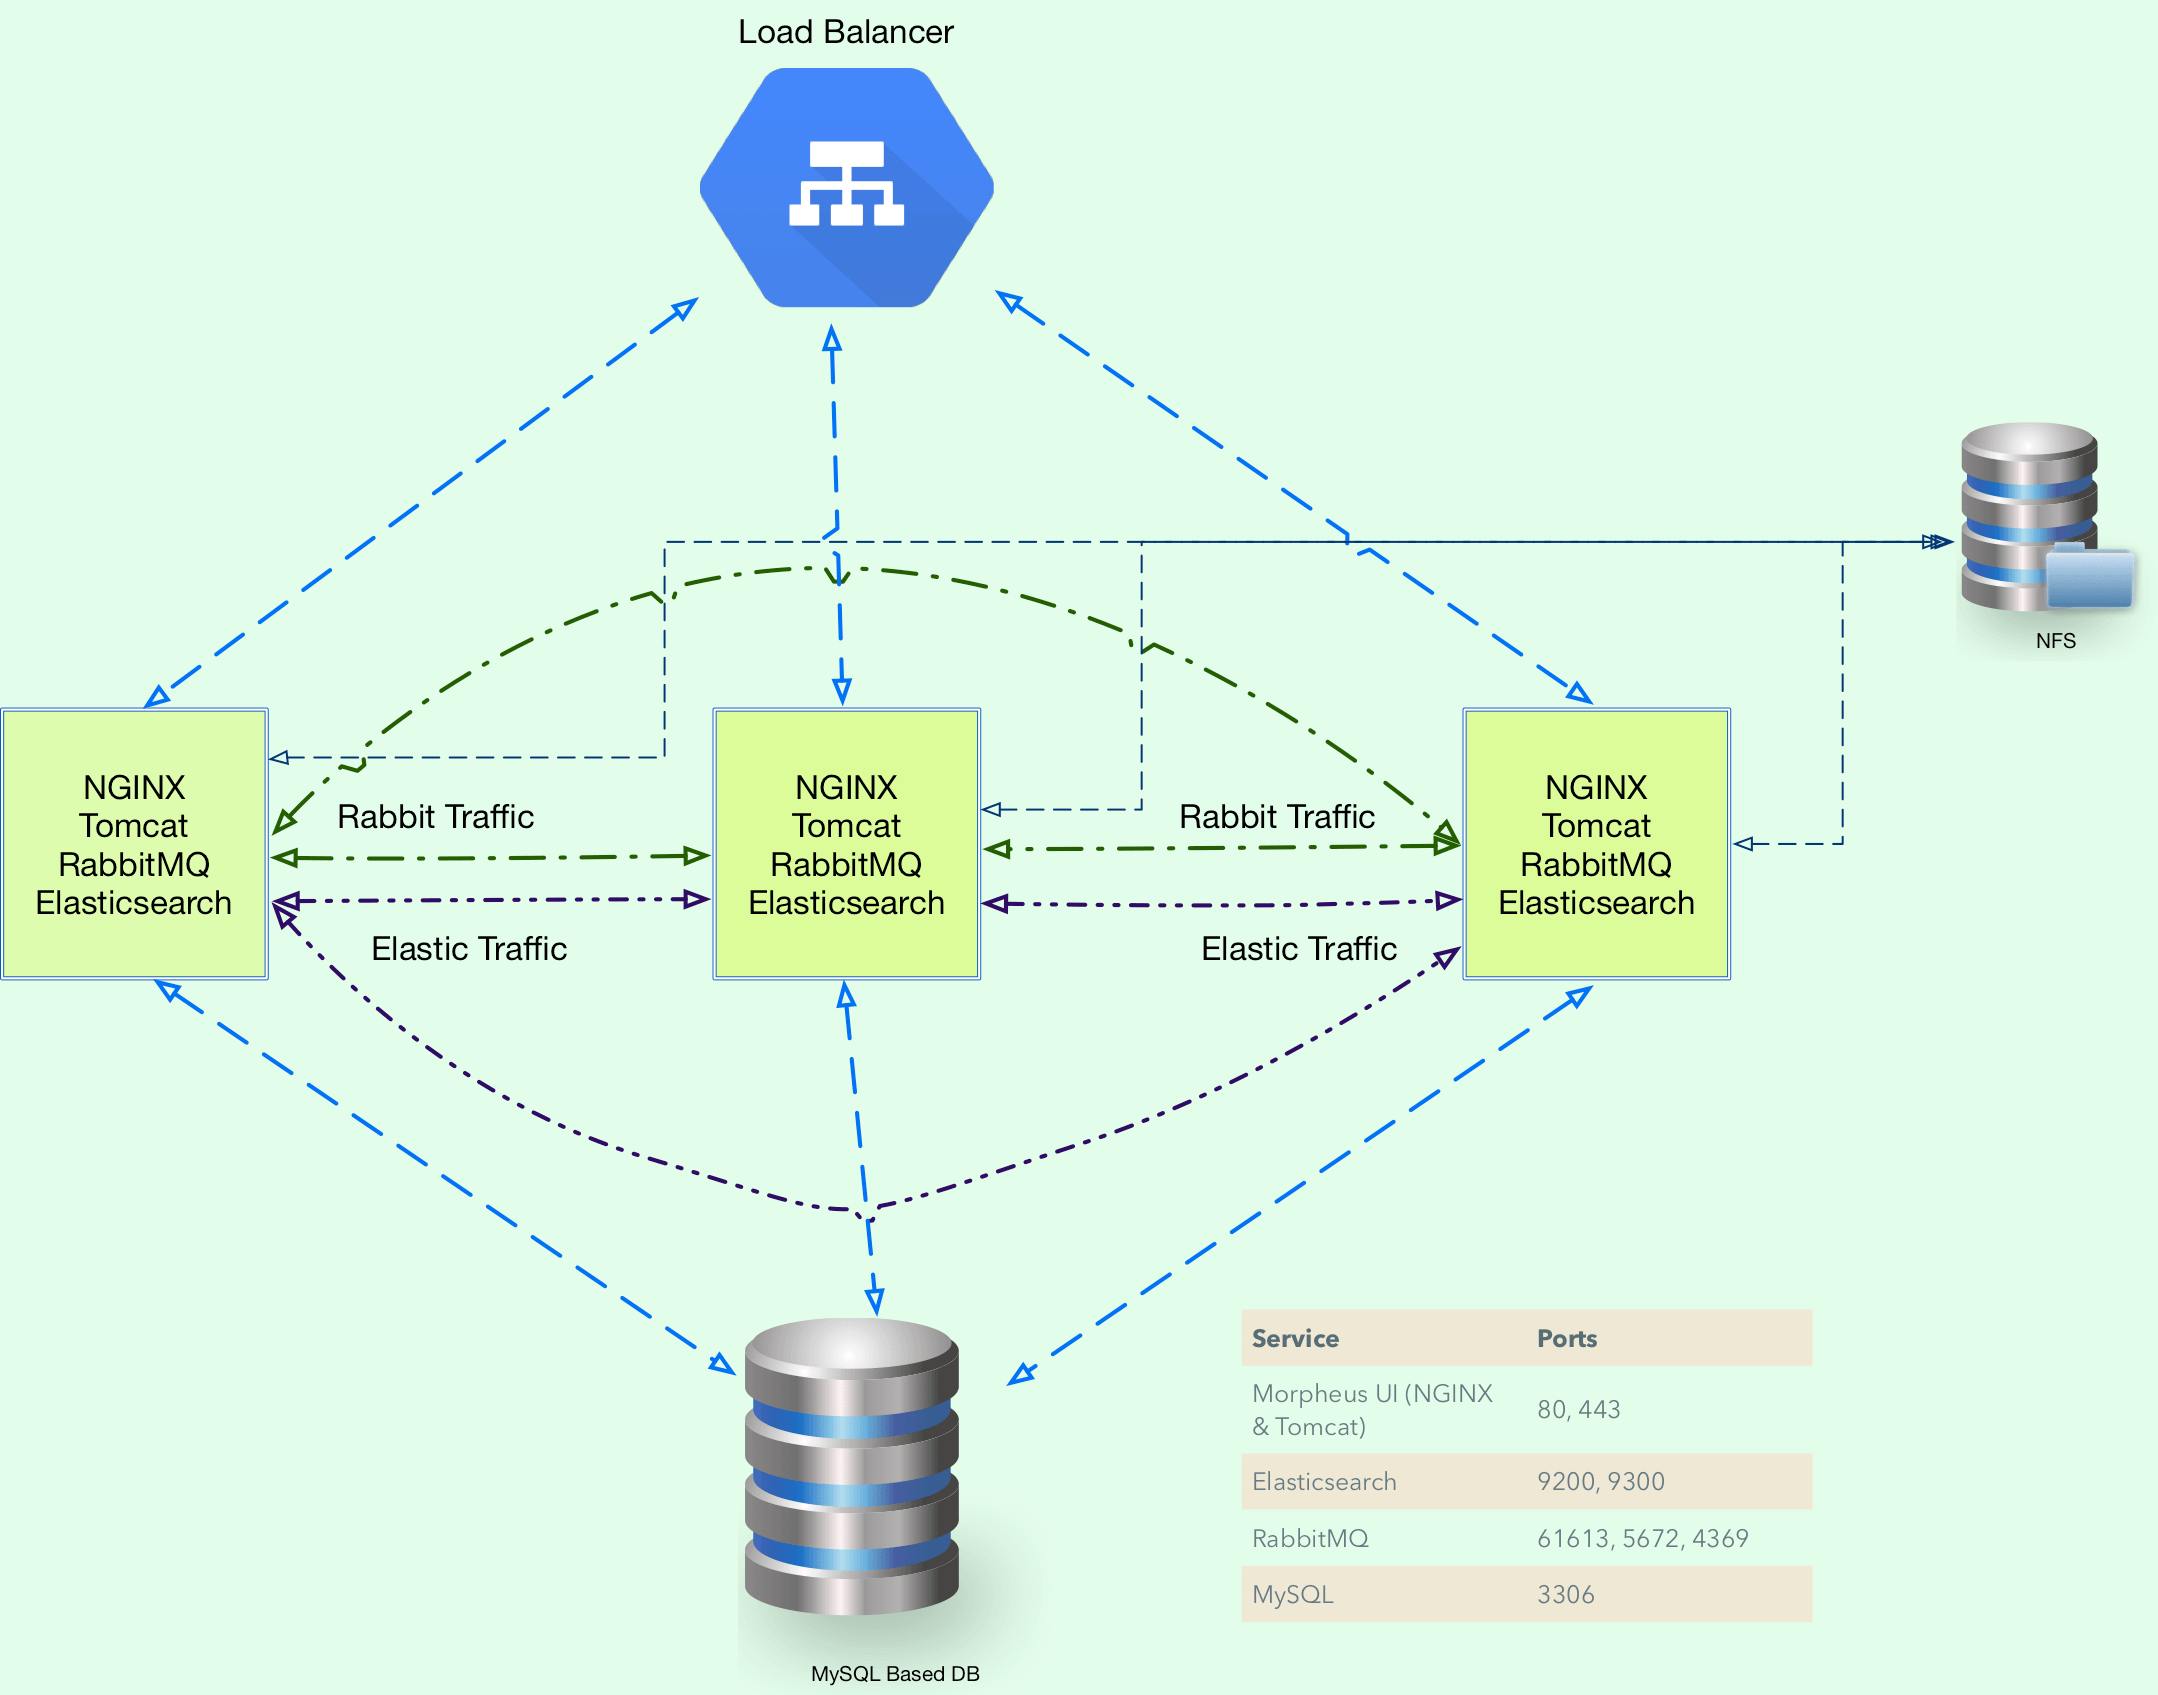 Load Balancer
NFS
NGINX
Tomcat
RabbitMQ
Elasticsearch
Rabbit Traffic
Elastic Traffic
NGINX
Tomcat
RabbitMQ
Elasticsearch
Rabbit Traffic
Elastic Traffic
NGINX
Tomcat
RabbitMQ
Elasticsearch
Service Ports
Morpheus UI (NGINX
& Tomcat) 80, 443
Elasticsearch 9200, 9300
RabbitMQ 61613, 5672, 4369
MySQL 3306
MySQL Based DB